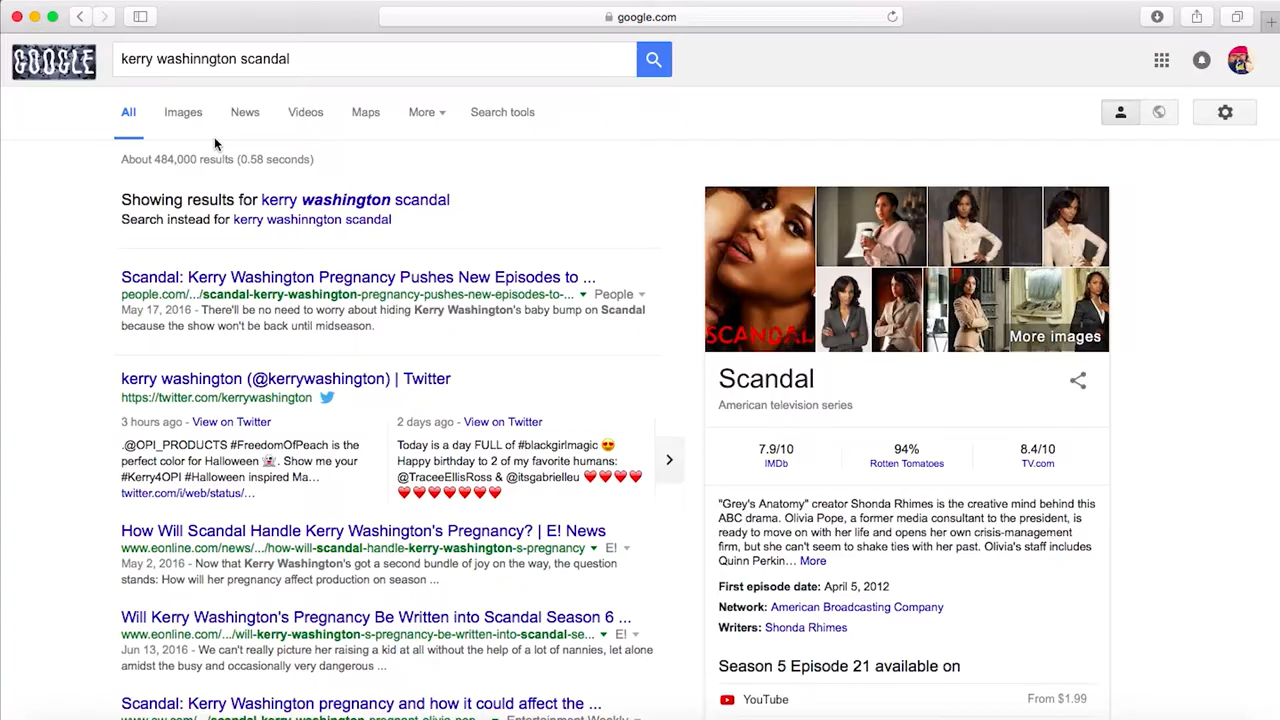 google.com
GOOGLE
kerry washinngton scandal
All Images News Videos Maps More Search tools
About 484,000 results (0.58 seconds)
Showing results for kerry washington scandal
Search instead for kerry washinngton scandal
Scandal: Kerry Washington Pregnancy Pushes New Episodes to ...
people.com/.../scandal-kerry-washington-pregnancy-pushes-new-episodes-to-... People
May 17, 2016 - There'll be no need to worry about hiding Kerry Washington's baby bump on Scandal
because the show won't be back until midseason.
kerry washington (@kerrywashington) | Twitter
https://twitter.com/kerrywashington
3 hours ago - View on Twitter
.@OPI_PRODUCTS #FreedomOfPeach is the
perfect color for Halloween 👻. Show me your
#Kerry4OPI #Halloween inspired Ma...
twitter.com/i/web/status/...
2 days ago - View on Twitter
Today is a day FULL of #blackgirlmagic 😍
Happy birthday to 2 of my favorite humans:
@TraceeEllisRoss & @itsgabrielleu ❤️❤️❤️❤️
❤️❤️❤️❤️❤️❤️❤️❤️
How Will Scandal Handle Kerry Washington's Pregnancy? | E! News
www.eonline.com/news/.../how-will-scandal-handle-kerry-washington-s-pregnancy E!
May 2, 2016 - Now that Kerry Washington's got a second bundle of joy on the way, the question
stands: How will her pregnancy affect production on season ...
Will Kerry Washington's Pregnancy Be Written into Scandal Season 6 ...
www.eonline.com/.../will-kerry-washington-s-pregnancy-be-written-into-scandal-se... E!
Jun 13, 2016 - We can't really picture her raising a kid at all without the help of a lot of nannies, let alone
amidst the busy and occasionally very dangerous ...
Scandal: Kerry Washington pregnancy and how it could affect the ...
SCANDAL
More images
Scandal
American television series
7.9/10
IMDb
94%
Rotten Tomatoes
8.4/10
TV.com
"Grey's Anatomy" creator Shonda Rhimes is the creative mind behind this
ABC drama. Olivia Pope, a former media consultant to the president, is
ready to move on with her life and opens her own crisis-management
firm, but she can't seem to shake ties with her past. Olivia's staff includes
Quinn Perkin... More
First episode date: April 5, 2012
Network: American Broadcasting Company
Writers: Shonda Rhimes
Season 5 Episode 21 available on
YouTube From $1.99